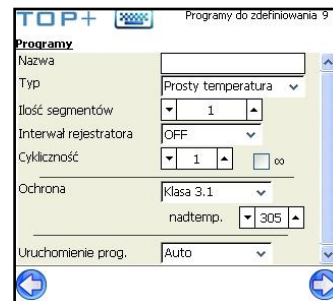 TOP+ Programy do zdefiniowania 9
Programy
Nazwa
Typ Prosty temperatura
Ilość segmentów 1
Interwał rejestratora OFF
Cykliczność 1 ∞
Ochrona Klasa 3.1
nadtemp. 305
Uruchomienie prog. Auto